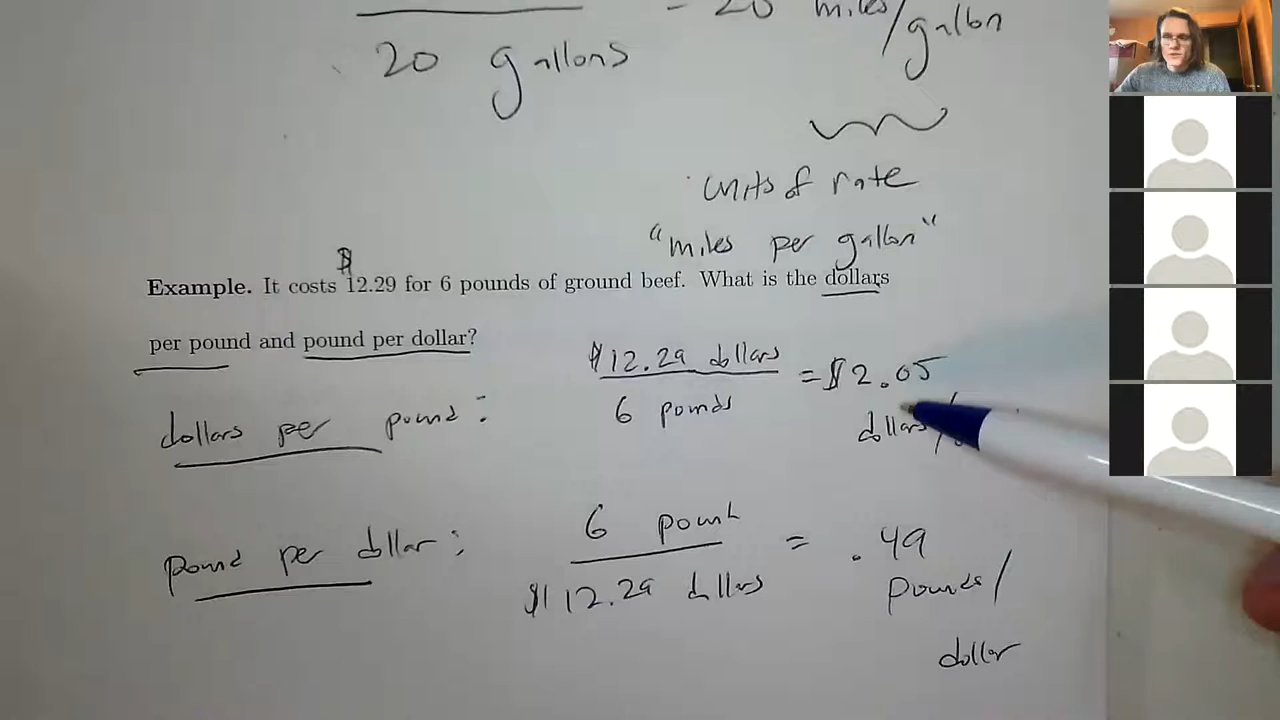 20 miles/gallon
20 gallons
units of rate
"miles per gallon"
$
Example. It costs 12.29 for 6 pounds of ground beef. What is the dollars
per pound and pound per dollar?
dollars per pound: $12.29 dollars / 6 pounds = $2.05
dollars/
pound per dollar: 6 pound / $12.29 dollars = .49
pounds/
dollar